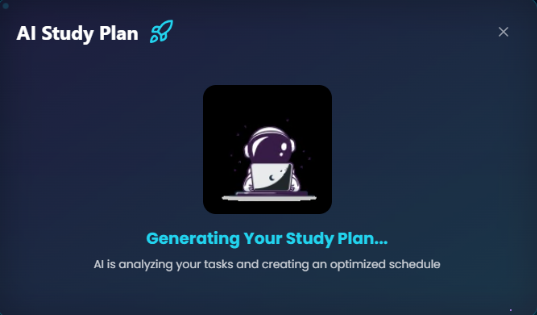 AI Study Plan
Generating Your Study Plan...
AI is analyzing your tasks and creating an optimized schedule